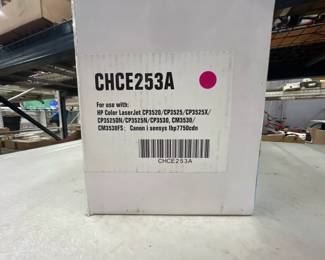 CHCE253A
For use with:
HP Color LaserJet CP3520/CP3525/CP3525X/
CP3525DN/CP3525N/CP3530, CM3530/
CM3530FS; Canon i sensys lbp7750cdn
CHCE253A